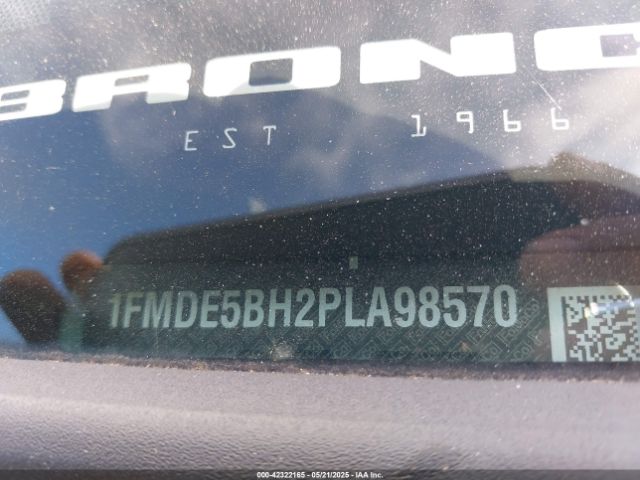 BRONC
EST 1966
1FMDE5BH2PLA98570
000-42322165 - 05/21/2025 - IAA Inc.